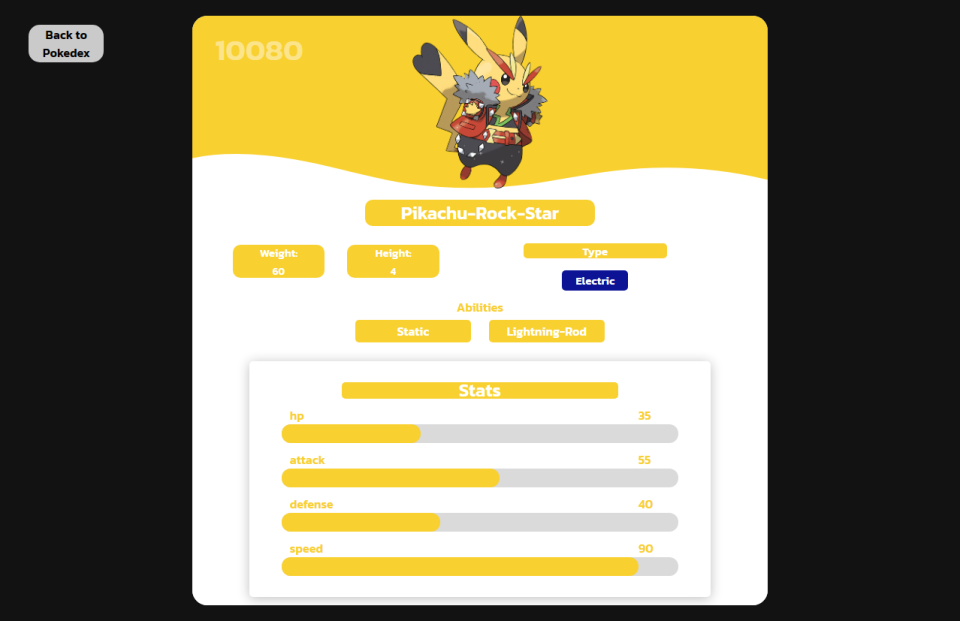 Back to
Pokedex
10080
Pikachu-Rock-Star
Weight:
60
Height:
4
Type
Electric
Abilities
Static
Lightning-Rod
Stats
hp 35
attack 55
defense 40
speed 90